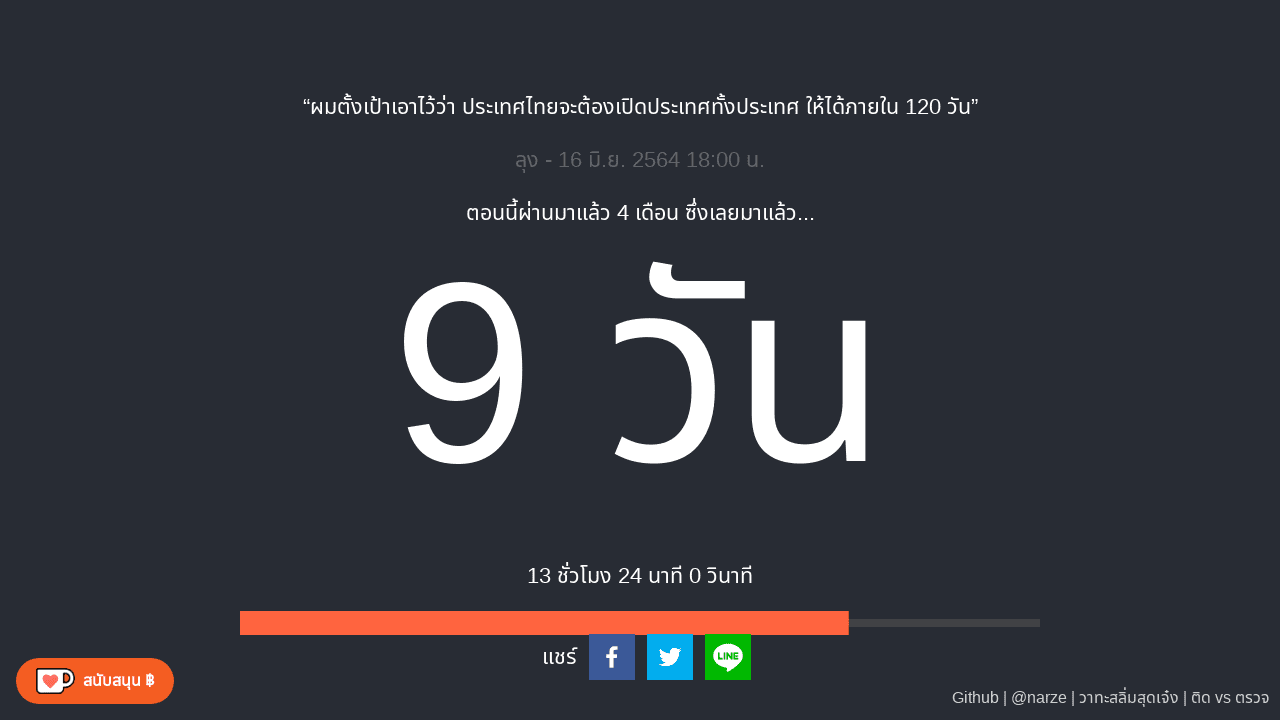 “ผมตั้งเป้าเอาไว้ว่า ประเทศไทยจะต้องเปิดประเทศทั้งประเทศ ให้ได้ภายใน 120 วัน”
ลุง - 16 มิ.ย. 2564 18:00 น.
ตอนนี้ผ่านมาแล้ว 4 เดือน ซึ่งเลยมาแล้ว...
9 วัน
13 ชั่วโมง 24 นาที 0 วินาที
แชร์
LINE
สนับสนุน ฿
Github | @narze | วาทะสลิ่มสุดเจ๋ง | ติด vs ตรวจ